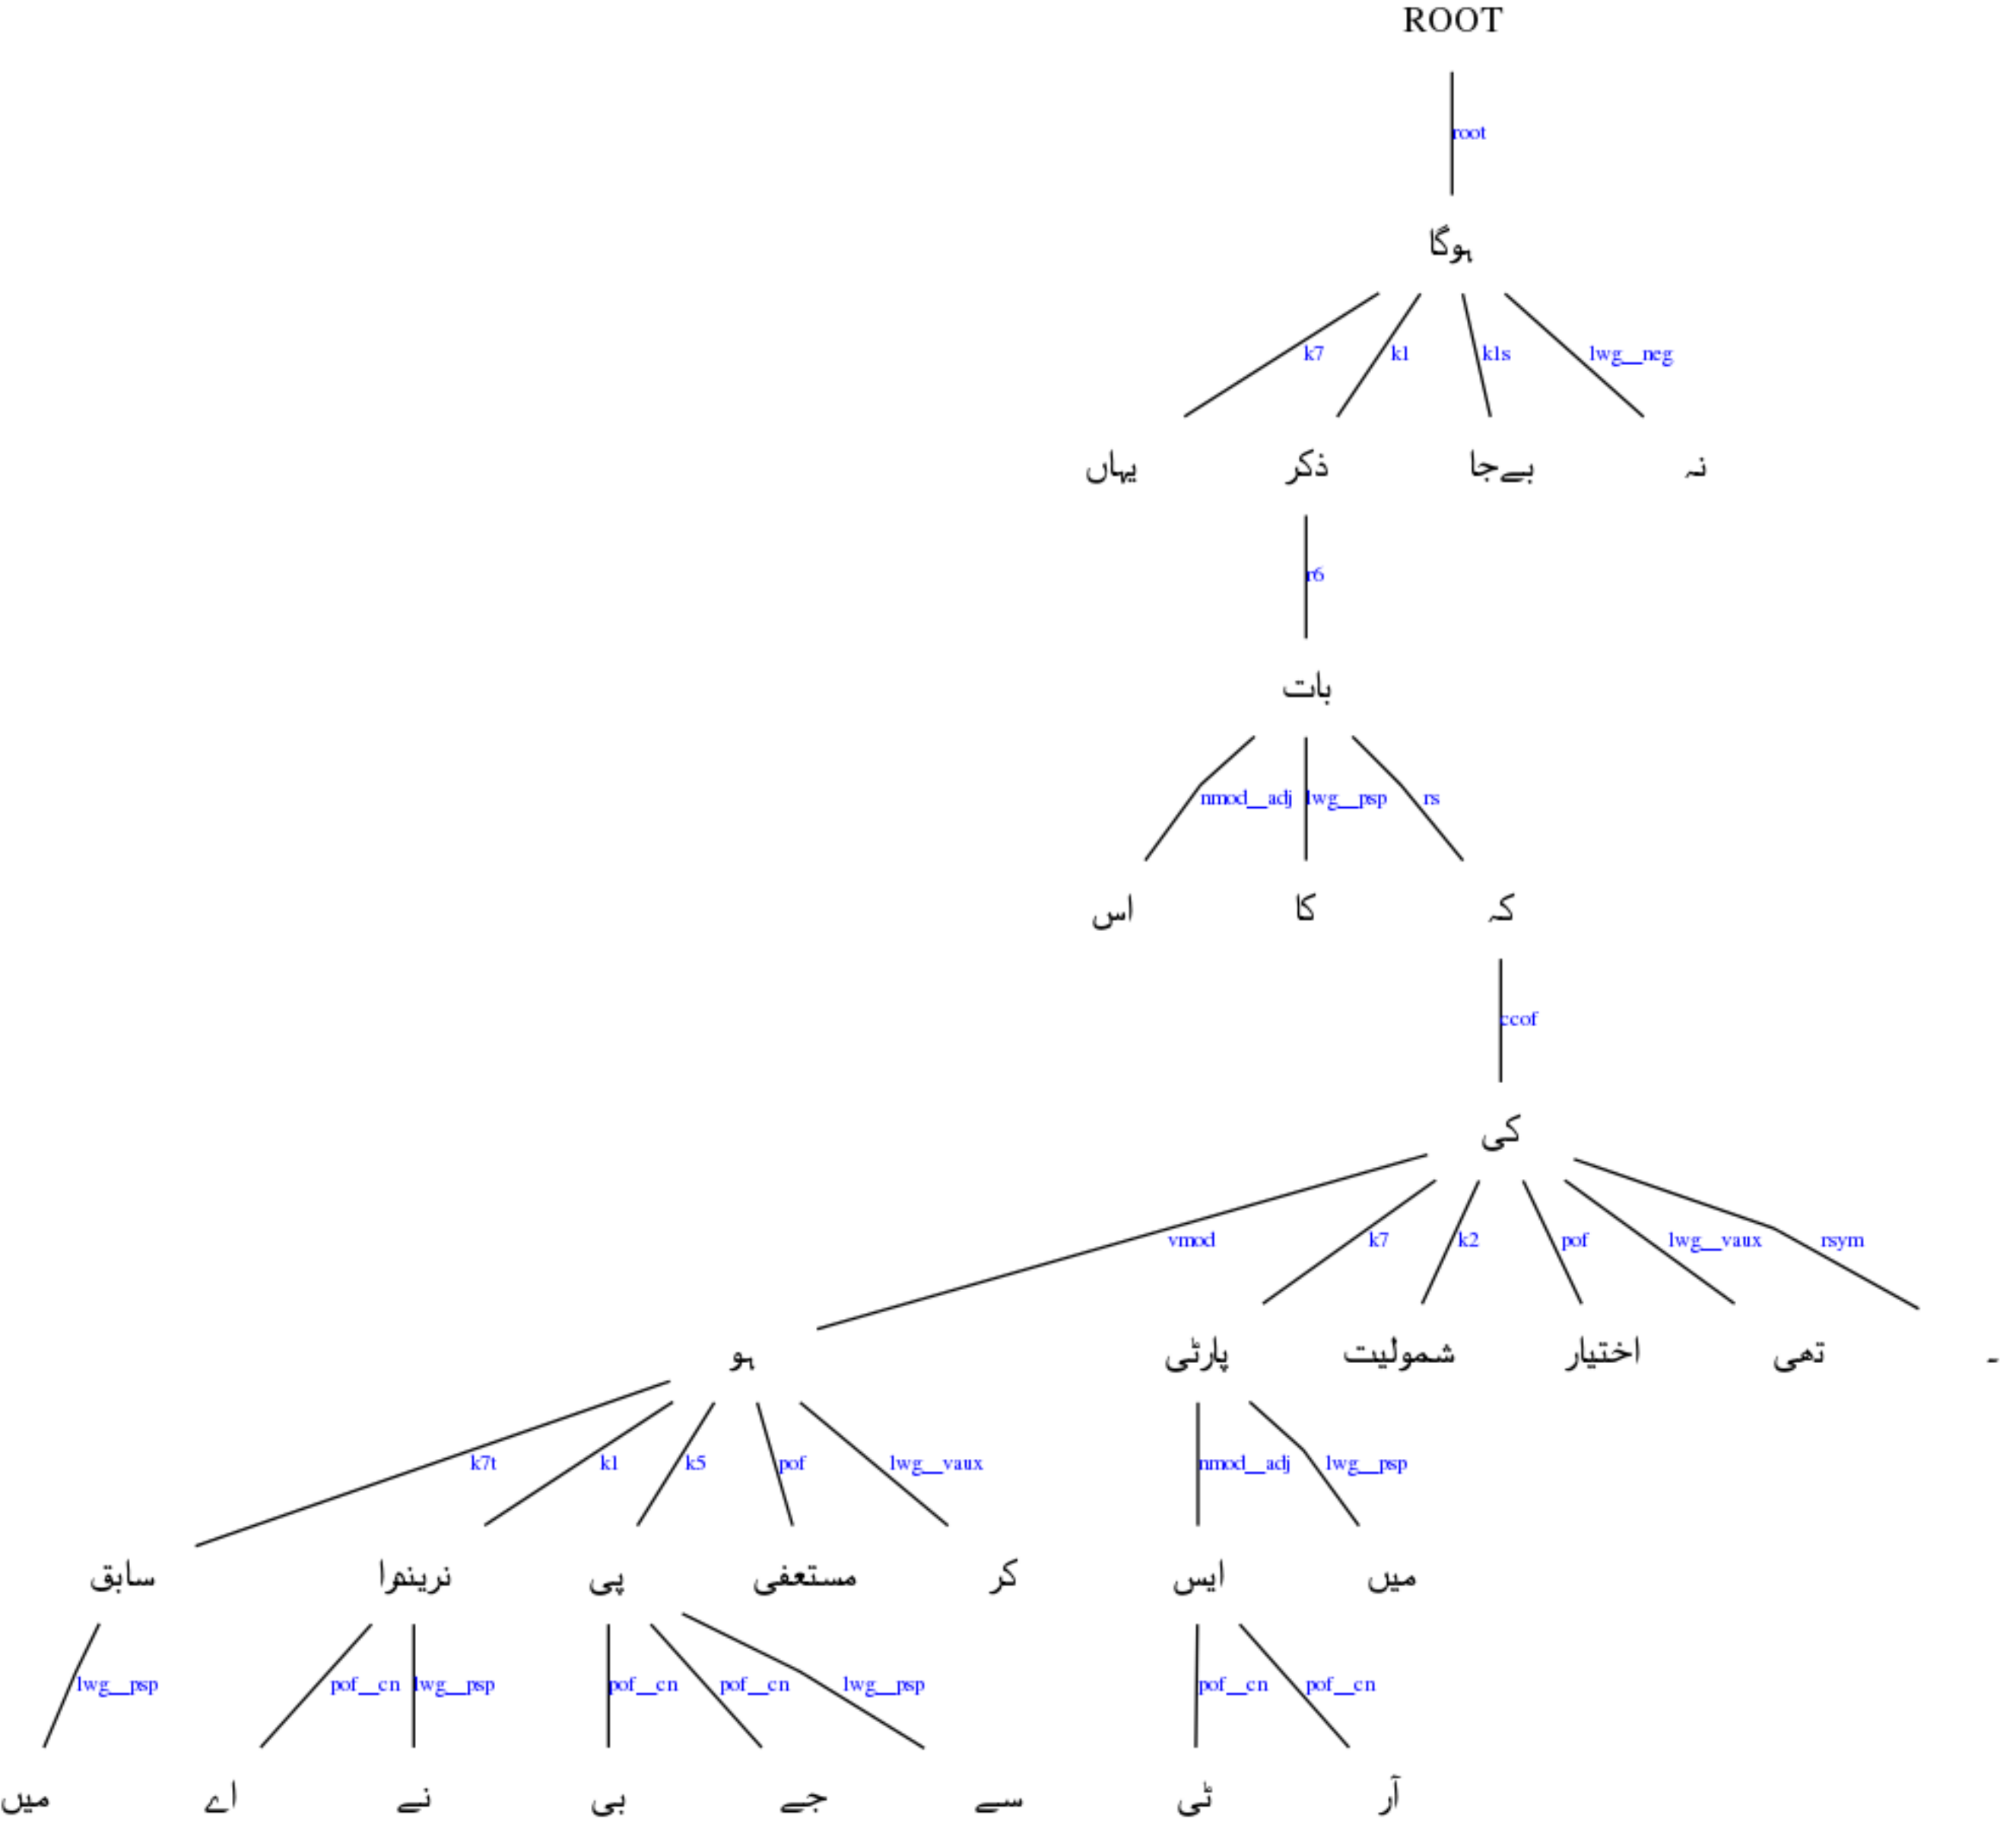 ROOT
root
ہوگا
k7 k1 k1s lwg__neg
یہاں ذکر بےجا نہ
r6
بات
nmod__adj lwg__psp rs
اس کا کہ
ccof
کی
vmod k7 k2 pof lwg__vaux rsym
ہو پارٹی شمولیت اختیار تھی ۔
k7t k1 k5 pof lwg__vaux nmod__adj lwg__psp
سابق نریندرا پی مستعفی کر ایس میں
lwg__psp pof__cn lwg__psp pof__cn pof__cn lwg__psp pof__cn pof__cn
میں اے نے بی جے سے ٹی آر